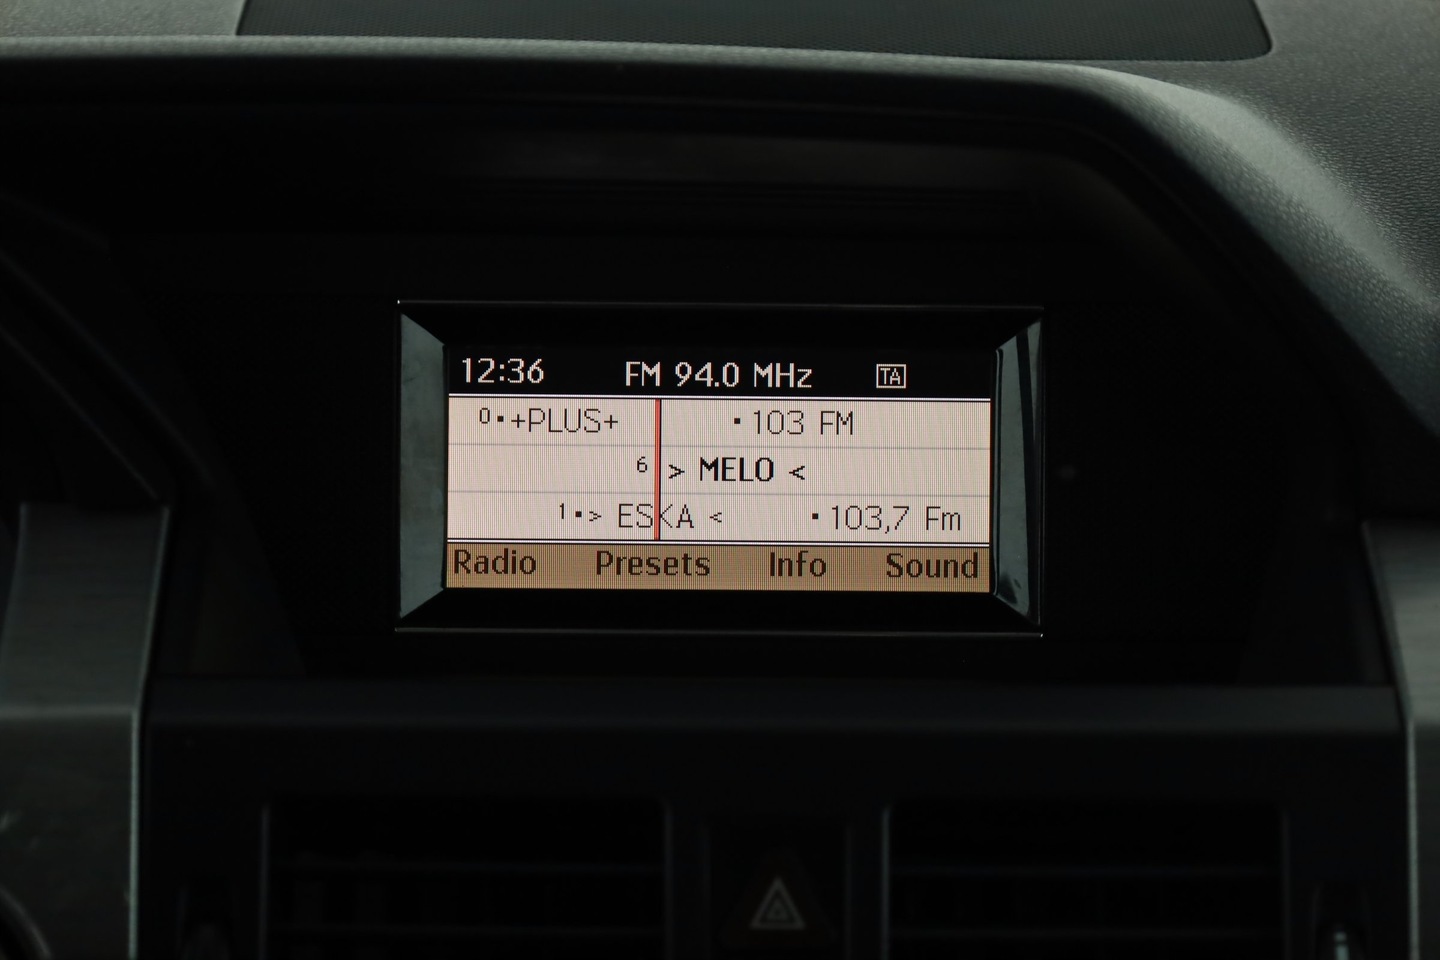 12:36 FM 94.0 MHz TA
0▪+PLUS+ ▪103 FM
6 > MELO <
1▪> ESKA < ▪103,7 Fm
Radio Presets Info Sound